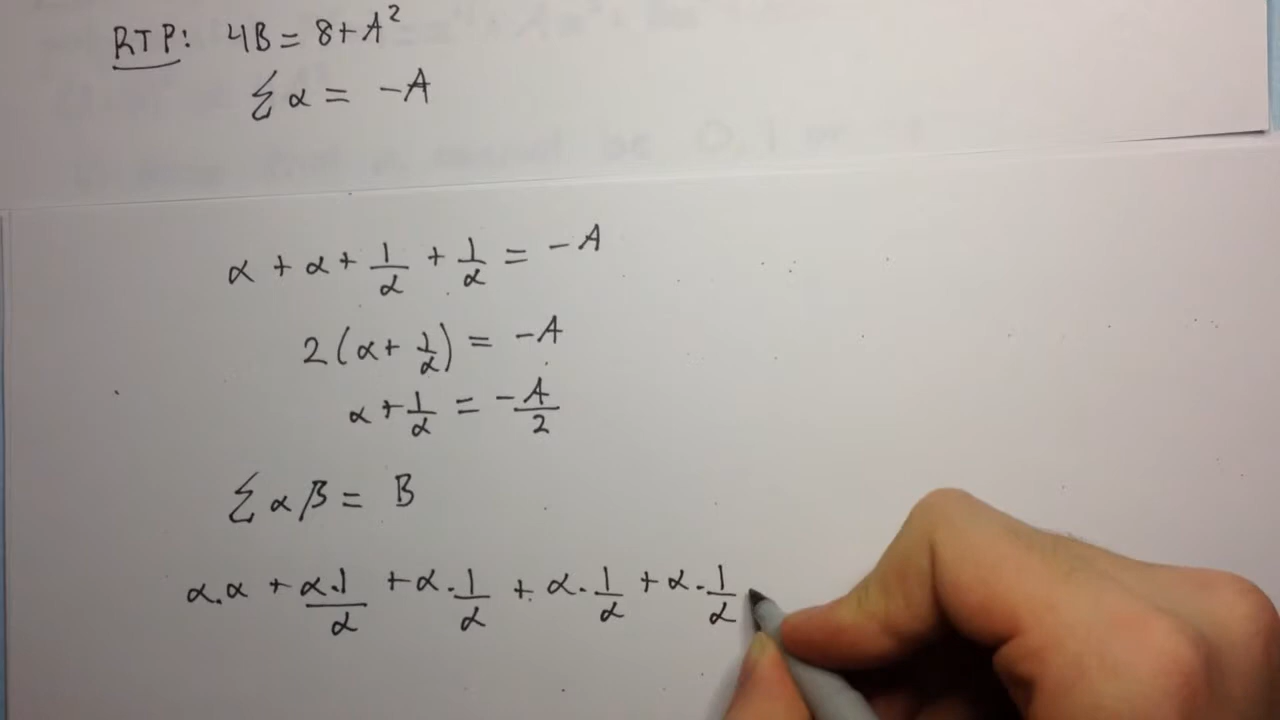 RTP: 4B = 8 + A²
∑ α = -A
α + α + 1/α + 1/α = -A
2(α + 1/α) = -A
α + 1/α = -A/2
∑ αβ = B
α.α + α.1/α + α.1/α + α.1/α + α.1/α